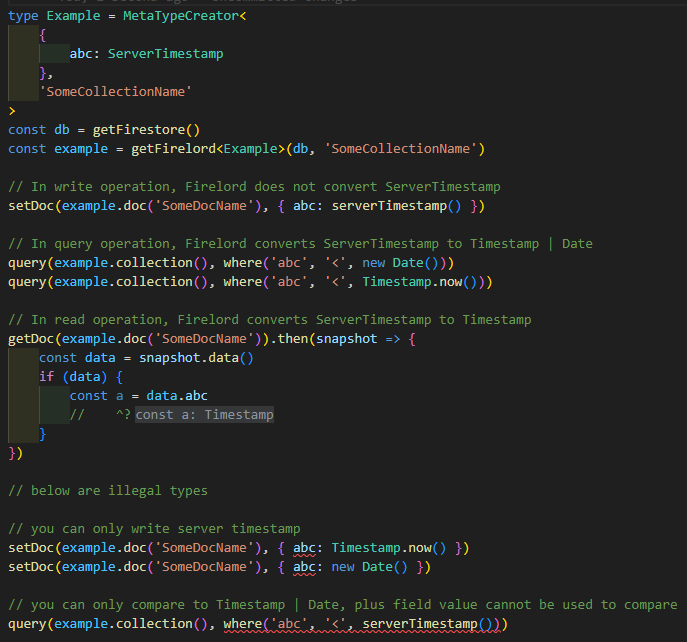 type Example = MetaTypeCreator<
{
abc: ServerTimestamp
},
'SomeCollectionName'
>
const db = getFirestore()
const example = getFirelord<Example>(db, 'SomeCollectionName')
// In write operation, Firelord does not convert ServerTimestamp
setDoc(example.doc('SomeDocName'), { abc: serverTimestamp() })
// In query operation, Firelord converts ServerTimestamp to Timestamp | Date
query(example.collection(), where('abc', '<', new Date()))
query(example.collection(), where('abc', '<', Timestamp.now()))
// In read operation, Firelord converts ServerTimestamp to Timestamp
getDoc(example.doc('SomeDocName')).then(snapshot => {
const data = snapshot.data()
if (data) {
const a = data.abc
// ^? const a: Timestamp
}
})
// below are illegal types
// you can only write server timestamp
setDoc(example.doc('SomeDocName'), { abc: Timestamp.now() })
setDoc(example.doc('SomeDocName'), { abc: new Date() })
// you can only compare to Timestamp | Date, plus field value cannot be used to compare
query(example.collection(), where('abc', '<', serverTimestamp()))